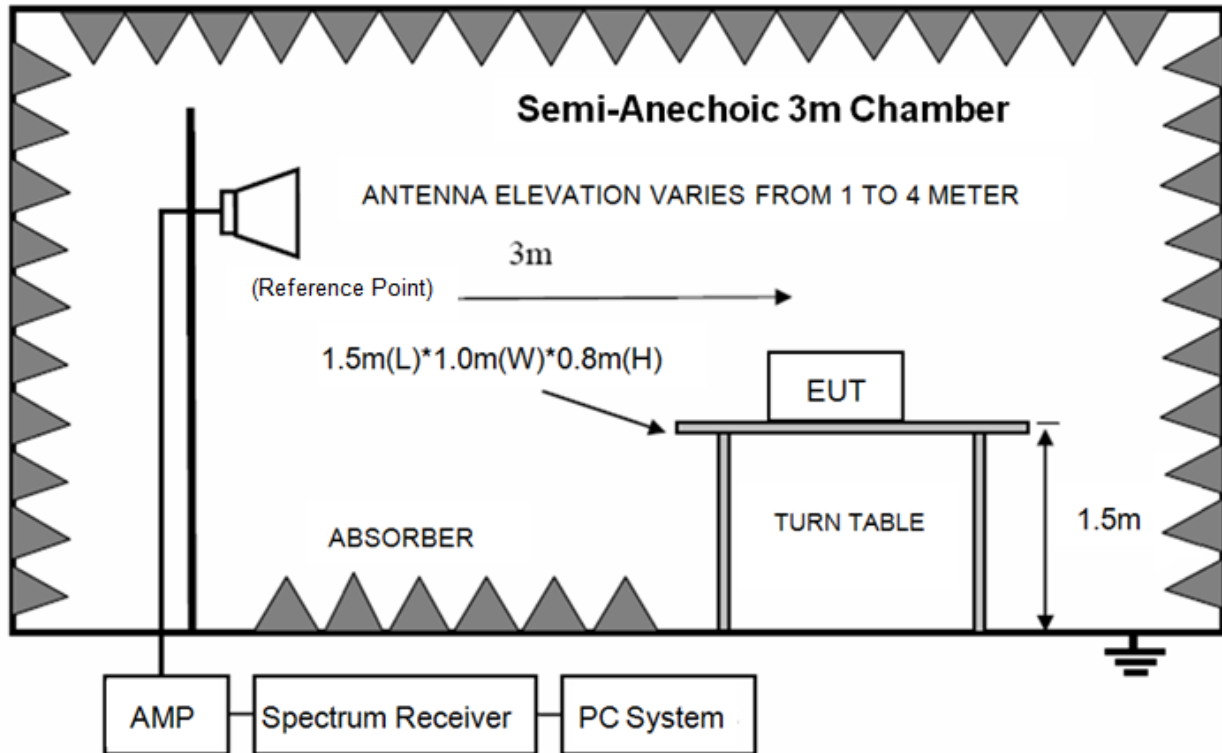 Semi-Anechoic 3m Chamber
ANTENNA ELEVATION VARIES FROM 1 TO 4 METER
3m
(Reference Point)
1.5m(L)*1.0m(W)*0.8m(H)
EUT
TURN TABLE
1.5m
ABSORBER
AMP
Spectrum Receiver
PC System